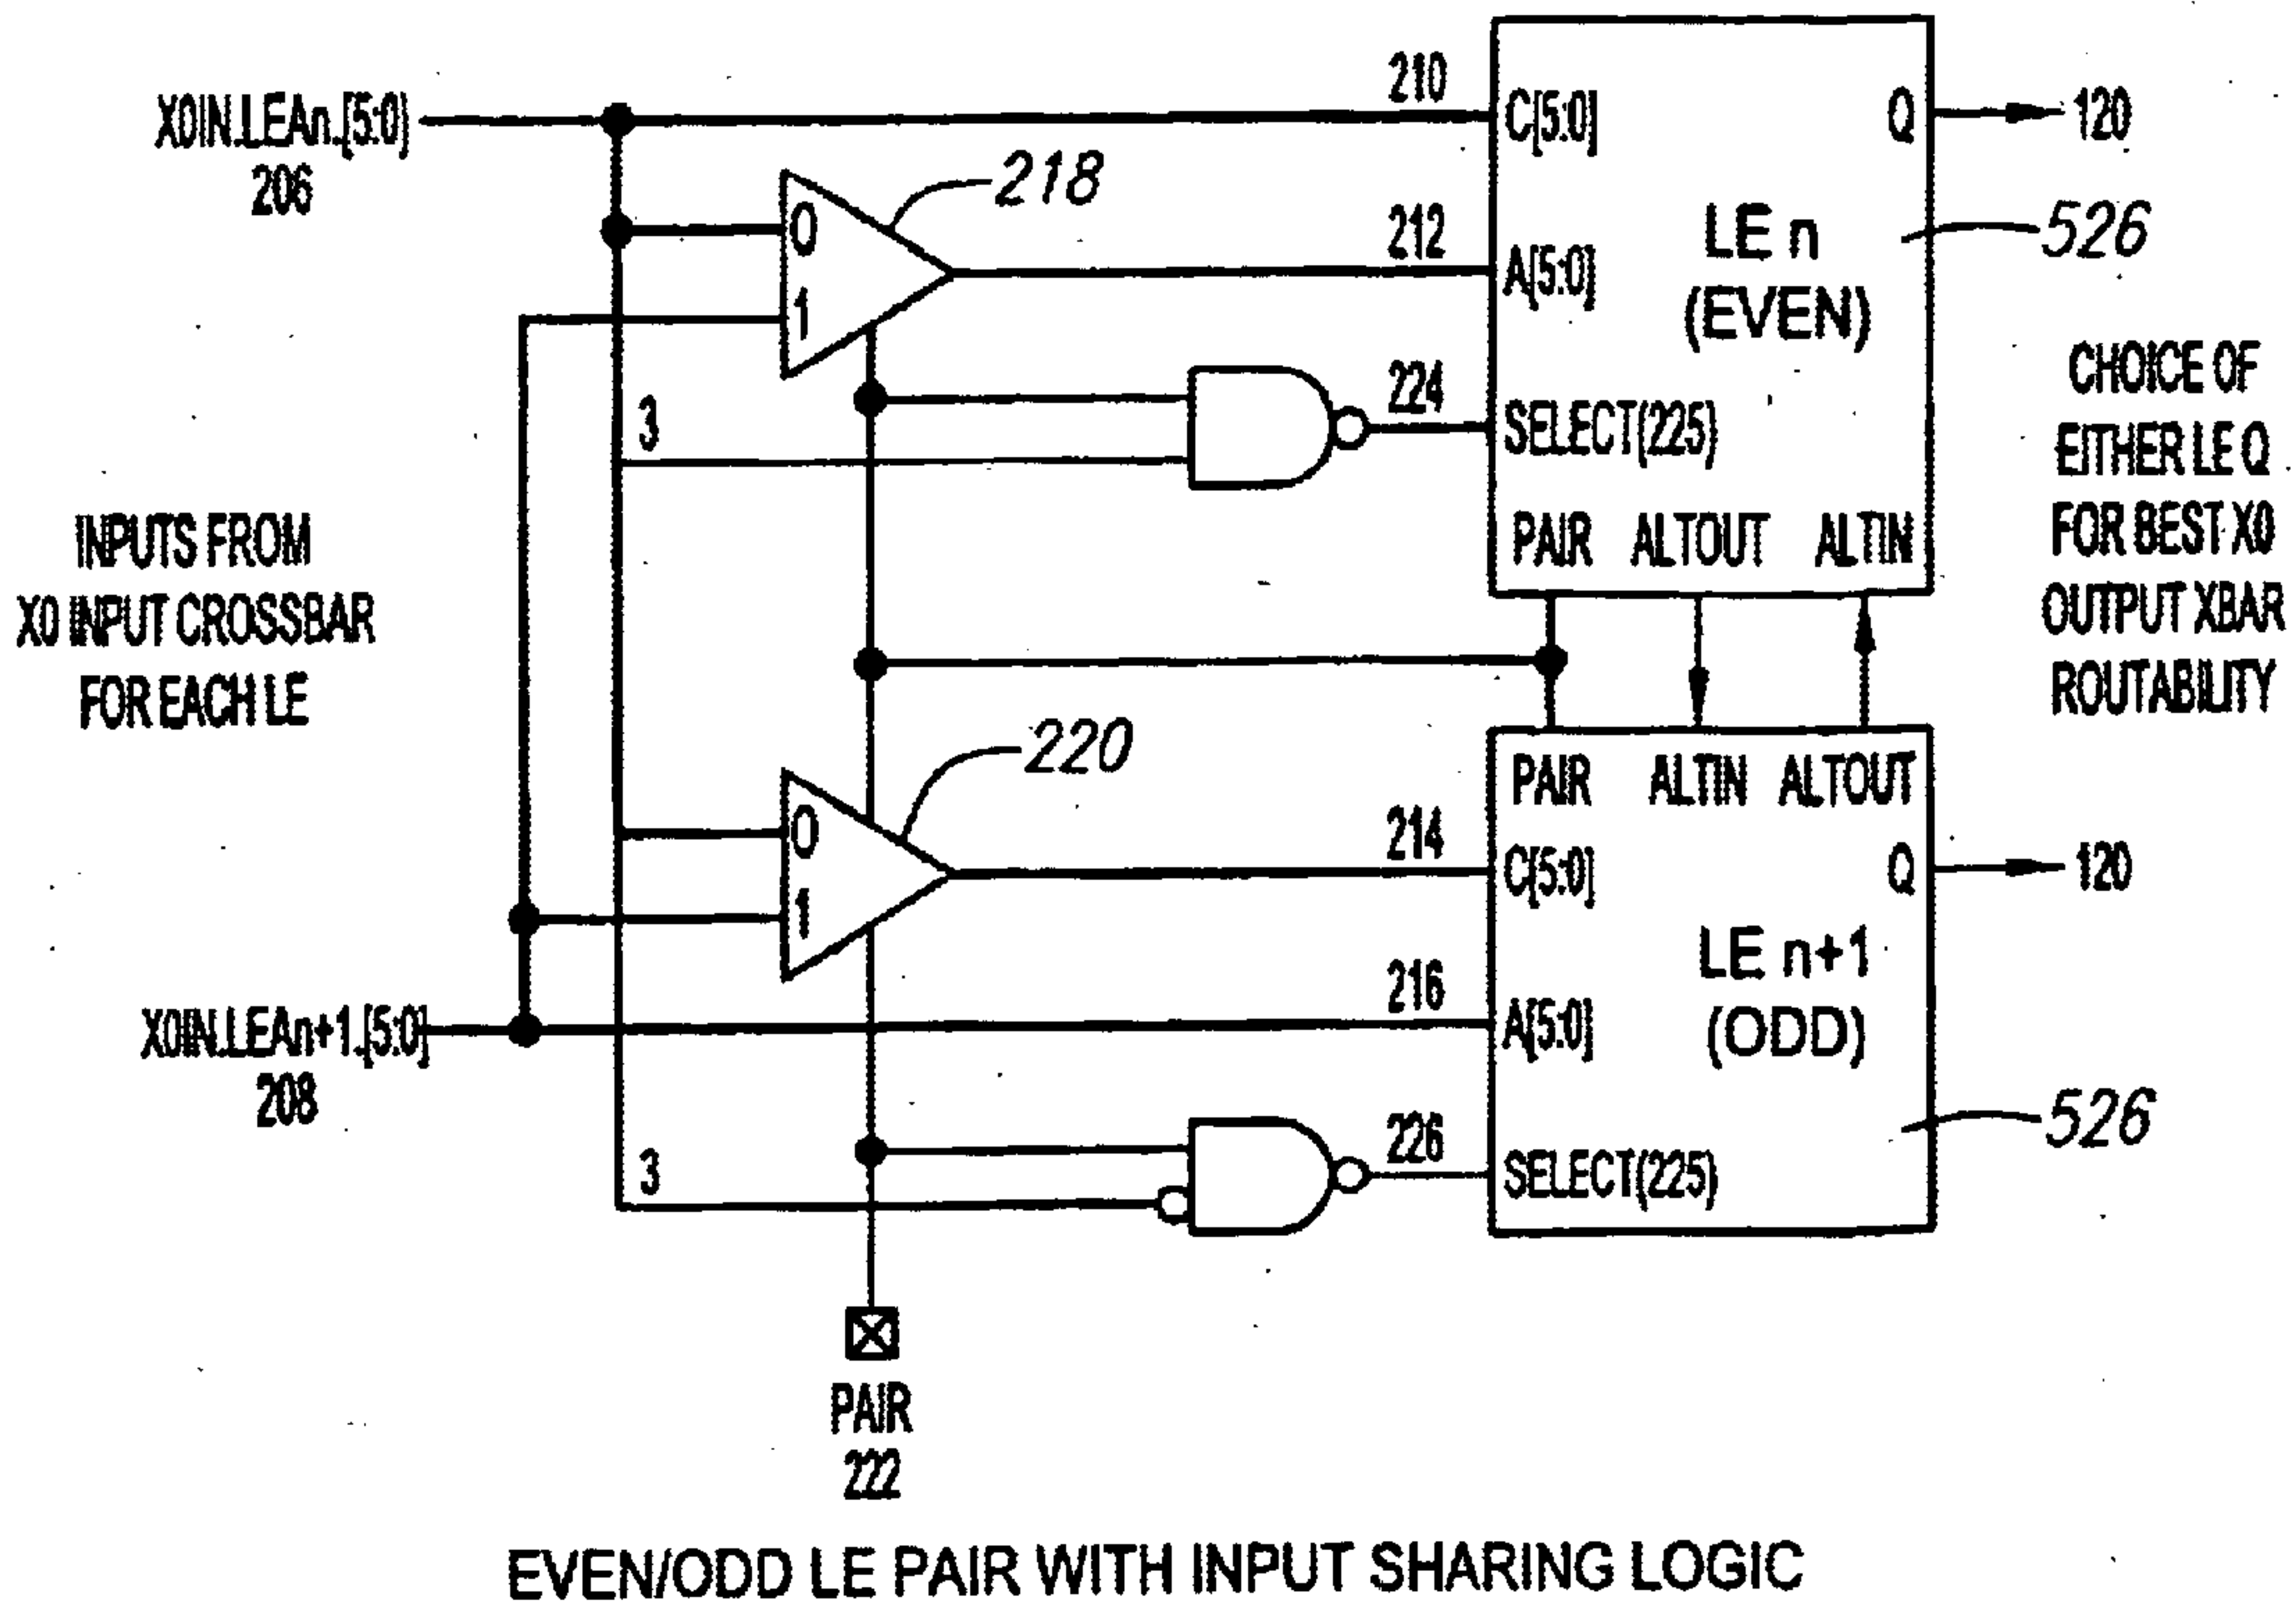 X0IN.LEAn.[5:0]
206
210
C[5:0]
Q
120
0
1
218
212
A[5:0]
LE n
(EVEN)
526
3
224
SELECT(225)
PAIR ALTOUT ALTIN
CHOICE OF
EITHER LE Q
FOR BEST X0
OUTPUT XBAR
ROUTABILITY
INPUTS FROM
X0 INPUT CROSSBAR
FOR EACH LE
0
1
220
PAIR ALTIN ALTOUT
214
C[5:0]
Q
120
LE n+1
(ODD)
X0IN.LEAn+1.[5:0]
208
216
A[5:0]
526
3
226
SELECT(225)
PAIR
222
EVEN/ODD LE PAIR WITH INPUT SHARING LOGIC